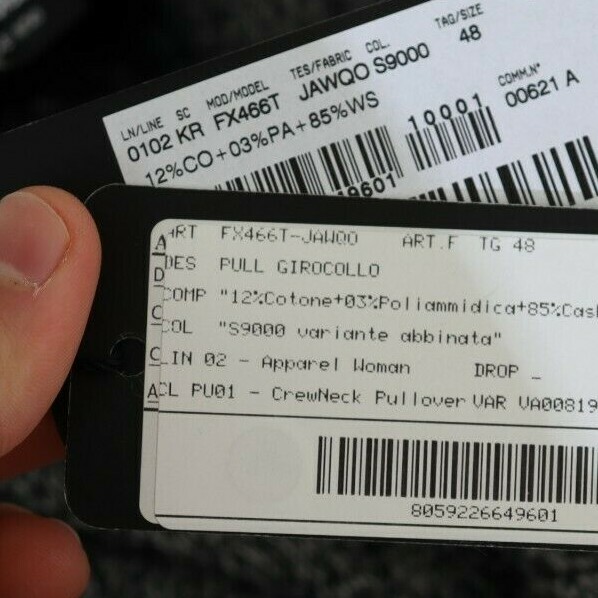 LN/LINE SC MOD/MODEL TES/FABRIC COL. TAG/SIZE
0102 KR FX466T JAWQO S9000 48
12%CO+03%PA+85%WS
10001
COMM.N°
00621 A
9601
ART FX466T-JAWQO ART.F TG 48
DES PULL GIROCOLLO
COMP "12%Cotone+03%Poliammidica+85%Cas
COL "S9000 variante abbinata"
LIN 02 - Apparel Woman DROP _
CL PU01 - CrewNeck Pullover VAR VA00819
8059226649601
A
D
C
C
A